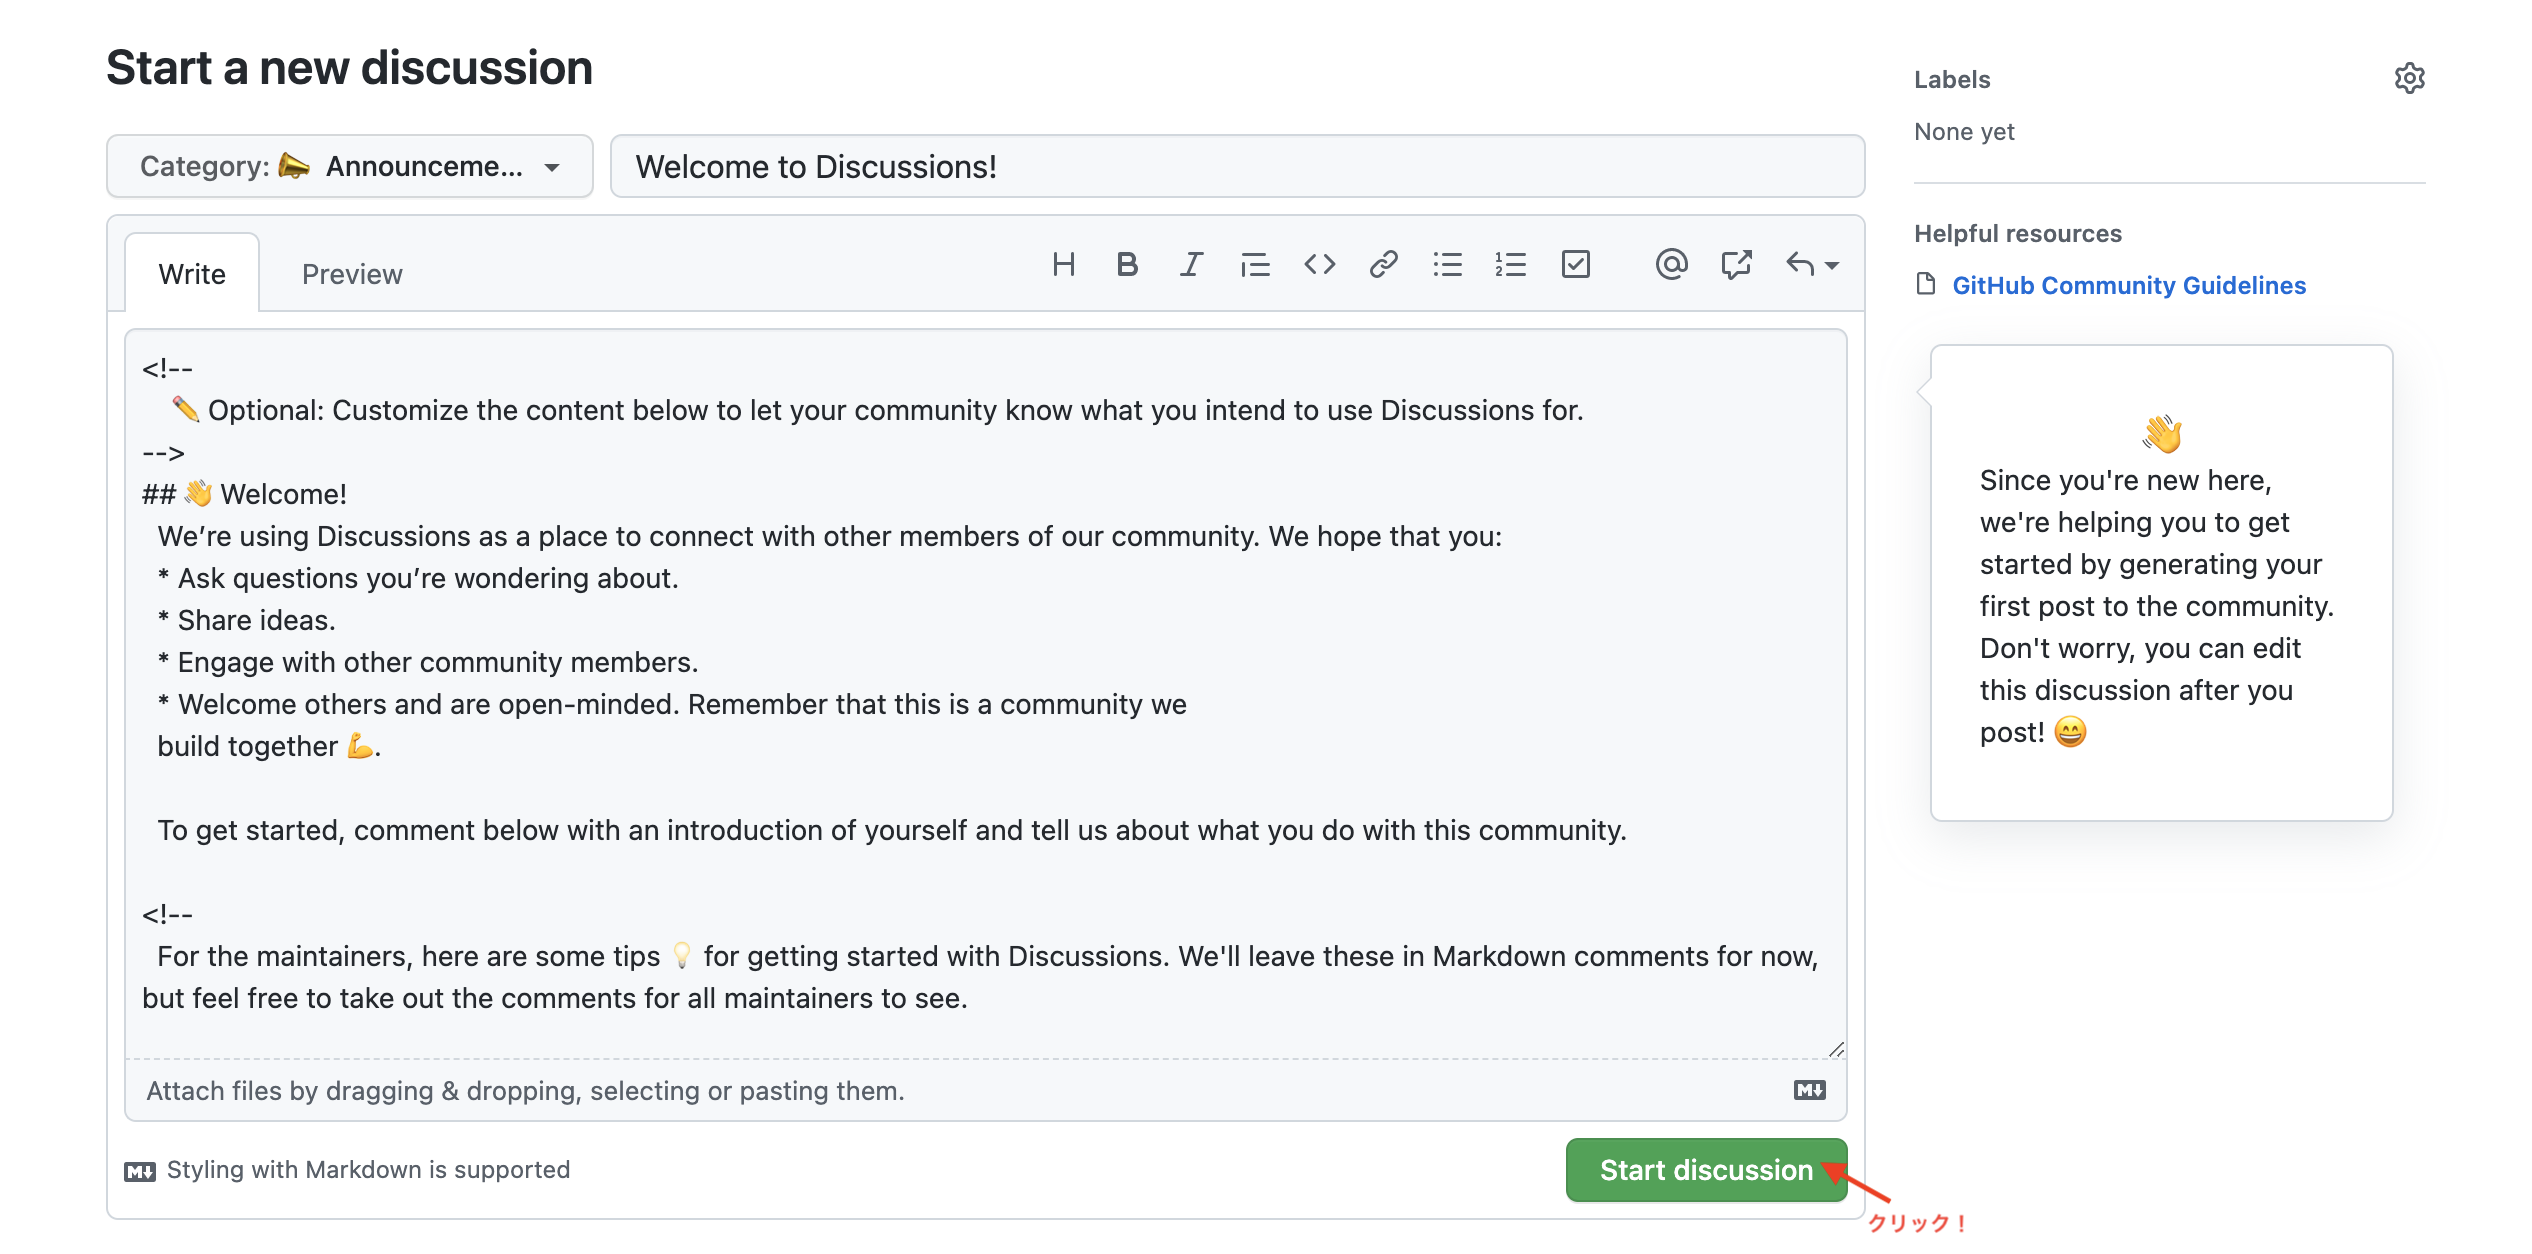 Start a new discussion
Category: 📣 Announceme...
Welcome to Discussions!
Write
Preview
<!--
✏️ Optional: Customize the content below to let your community know what you intend to use Discussions for.
-->
## 👋 Welcome!
We’re using Discussions as a place to connect with other members of our community. We hope that you:
* Ask questions you’re wondering about.
* Share ideas.
* Engage with other community members.
* Welcome others and are open-minded. Remember that this is a community we
build together 💪.
To get started, comment below with an introduction of yourself and tell us about what you do with this community.
<!--
For the maintainers, here are some tips 💡 for getting started with Discussions. We'll leave these in Markdown comments for now,
but feel free to take out the comments for all maintainers to see.
Attach files by dragging & dropping, selecting or pasting them.
Styling with Markdown is supported
Start discussion
クリック！
Labels
None yet
Helpful resources
GitHub Community Guidelines
👋
Since you're new here,
we're helping you to get
started by generating your
first post to the community.
Don't worry, you can edit
this discussion after you
post! 😄